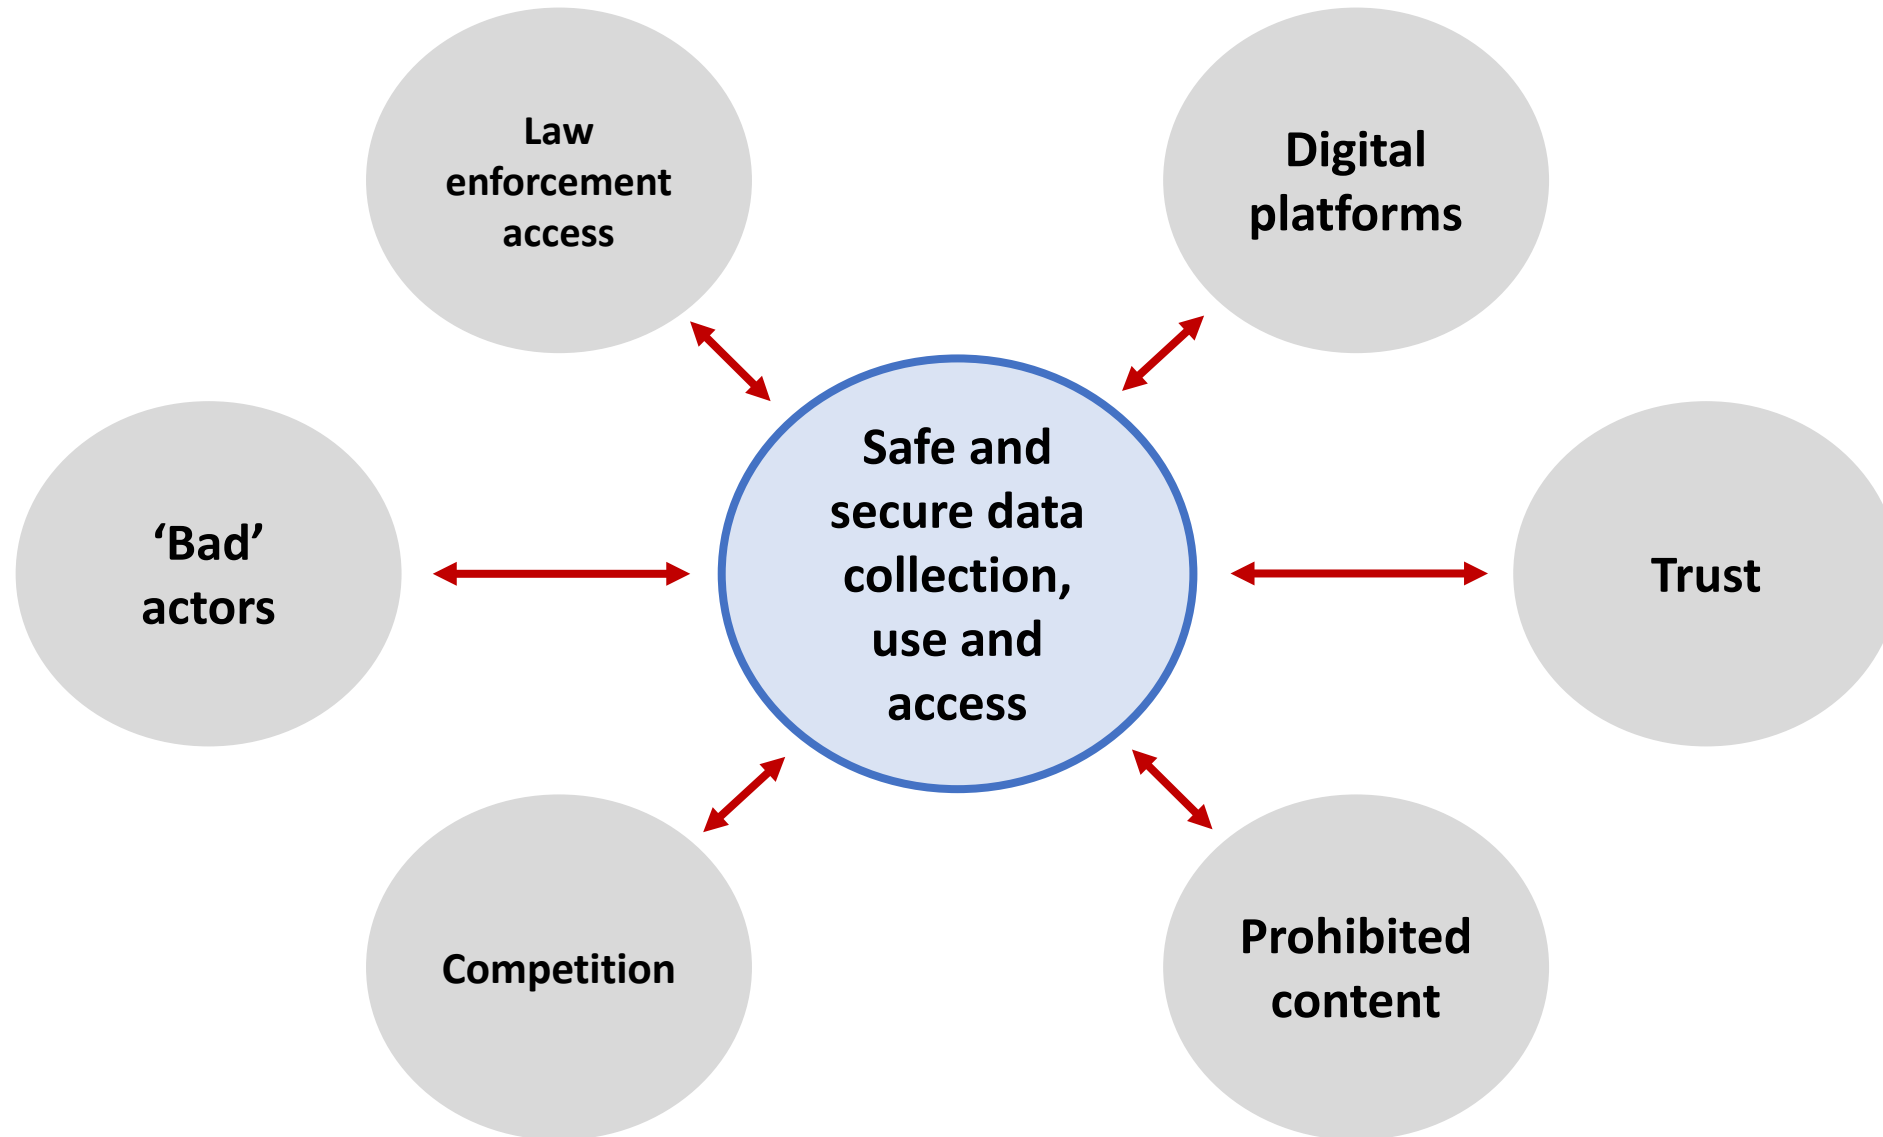 Law
enforcement
access
Digital
platforms
Safe and
secure data
collection,
use and
access
‘Bad’
actors
Trust
Competition
Prohibited
content